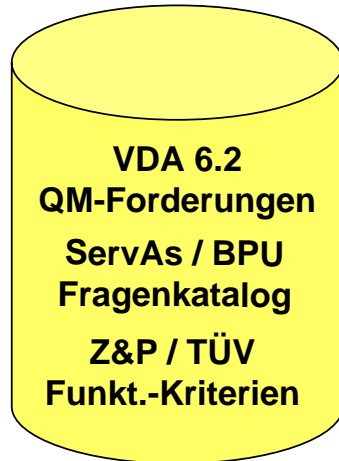 VDA 6.2
QM-Forderungen
ServAs / BPU
Fragenkatalog
Z&P / TÜV
Funkt.-Kriterien